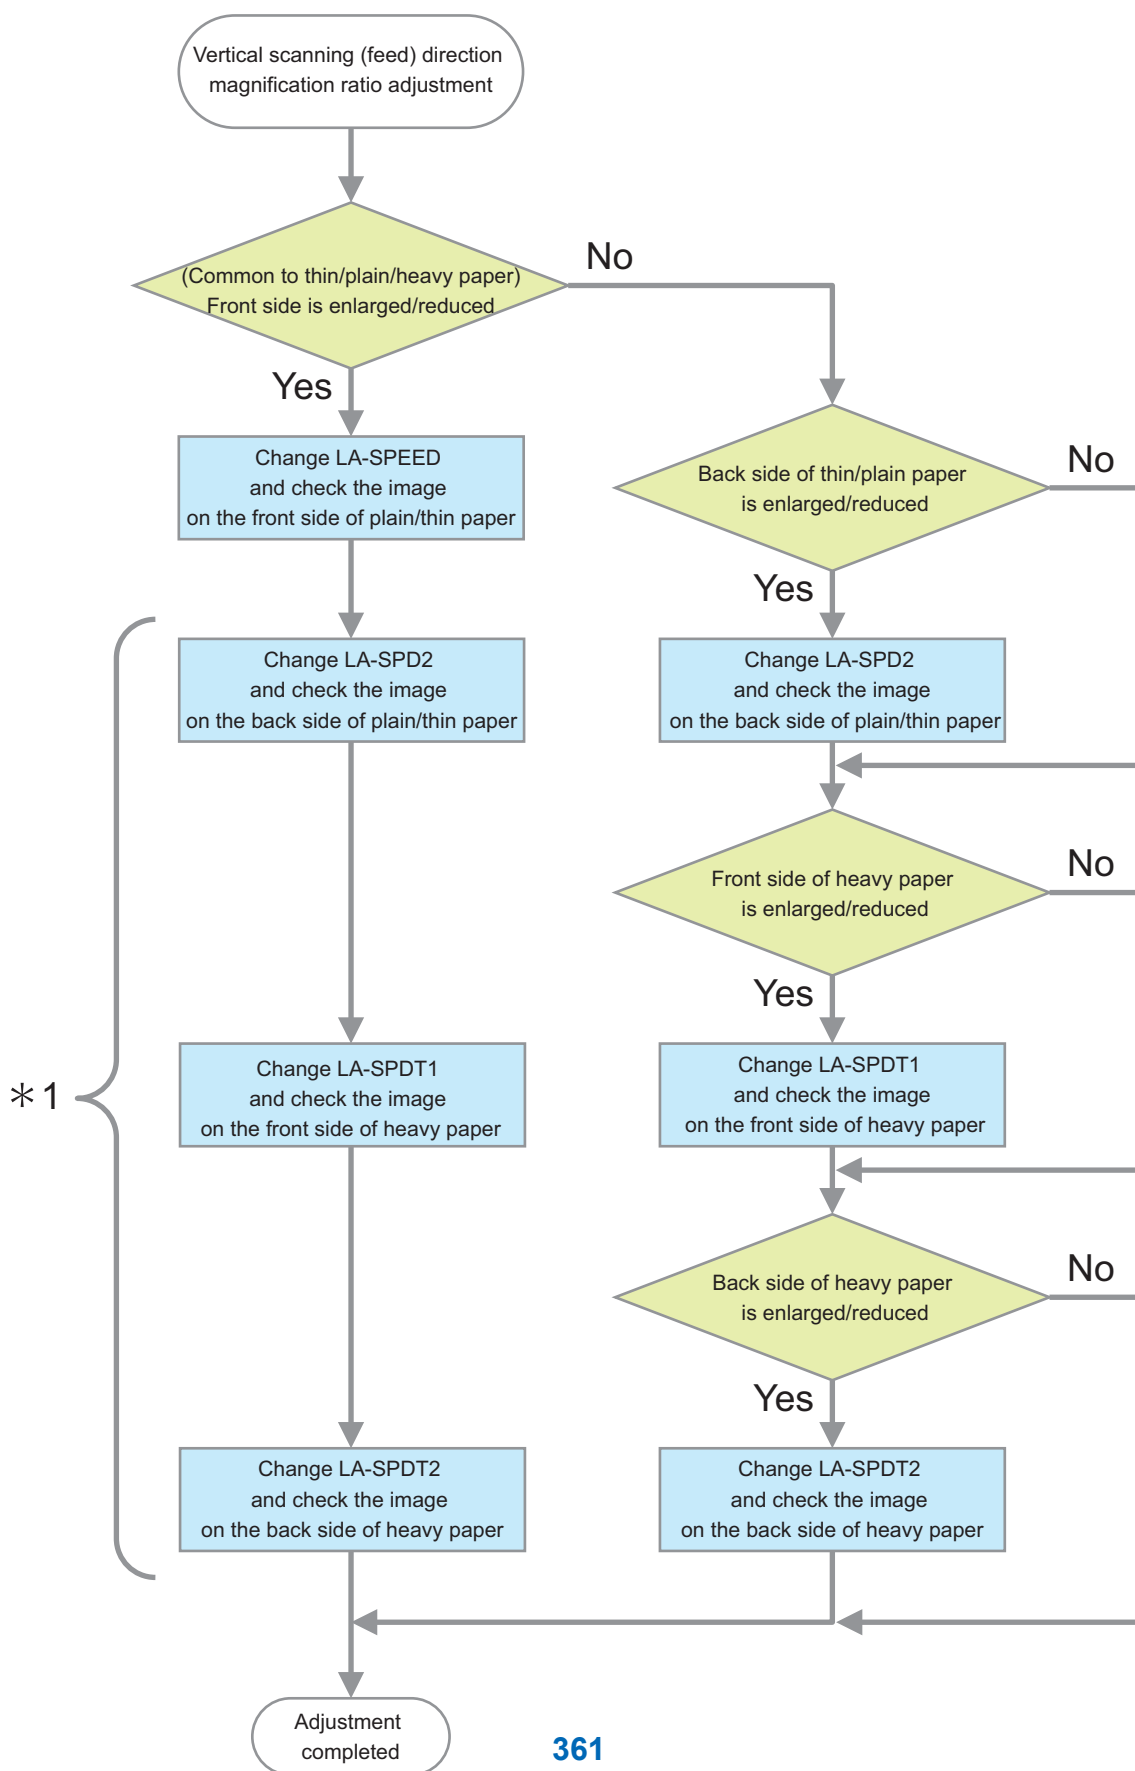 Vertical scanning (feed) direction
magnification ratio adjustment
(Common to thin/plain/heavy paper)
Front side is enlarged/reduced
No
Yes
Change LA-SPEED
and check the image
on the front side of plain/thin paper
Back side of thin/plain paper
is enlarged/reduced
No
Yes
Change LA-SPD2
and check the image
on the back side of plain/thin paper
Change LA-SPD2
and check the image
on the back side of plain/thin paper
Front side of heavy paper
is enlarged/reduced
No
Yes
*1
Change LA-SPDT1
and check the image
on the front side of heavy paper
Change LA-SPDT1
and check the image
on the front side of heavy paper
Back side of heavy paper
is enlarged/reduced
No
Yes
Change LA-SPDT2
and check the image
on the back side of heavy paper
Change LA-SPDT2
and check the image
on the back side of heavy paper
Adjustment
completed
361